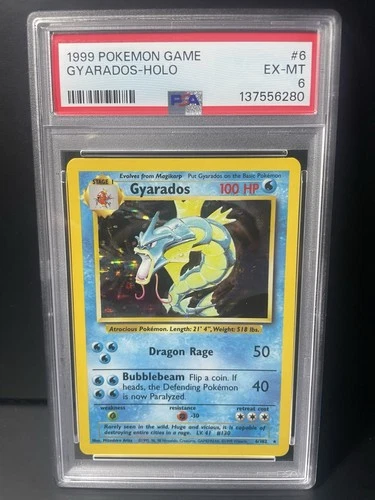 1999 POKEMON GAME #6
GYARADOS-HOLO EX-MT
6
PSA 137556280
Evolves from Magikarp Put Gyarados on the Basic Pokémon
STAGE 1
Gyarados 100 HP
Atrocious Pokémon. Length: 21' 4", Weight: 518 lbs.
Dragon Rage 50
Bubblebeam Flip a coin. If
heads, the Defending Pokémon
is now Paralyzed. 40
weakness resistance retreat cost
-30
Rarely seen in the wild. Huge and vicious, it is capable of
destroying entire cities in a rage. LV. 41 #130
6/102